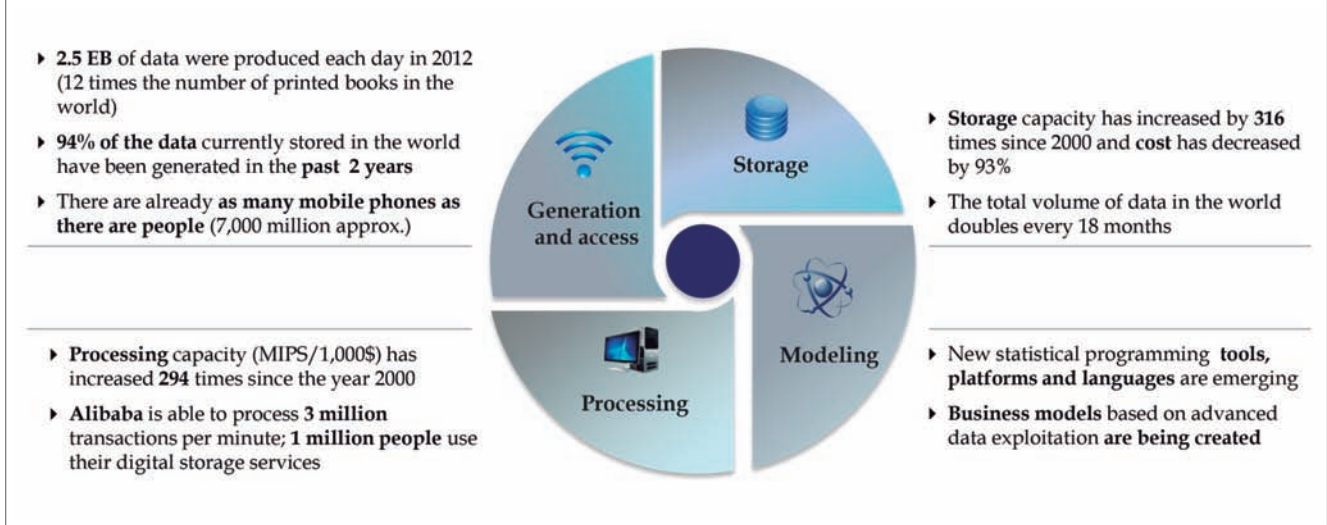 ▸ 2.5 EB of data were produced each day in 2012
(12 times the number of printed books in the
world)
▸ 94% of the data currently stored in the world
have been generated in the past 2 years
▸ There are already as many mobile phones as
there are people (7,000 million approx.)
Generation
and access
Storage
▸ Storage capacity has increased by 316
times since 2000 and cost has decreased
by 93%
▸ The total volume of data in the world
doubles every 18 months
▸ Processing capacity (MIPS/1,000$) has
increased 294 times since the year 2000
▸ Alibaba is able to process 3 million
transactions per minute; 1 million people use
their digital storage services
Processing
Modeling
▸ New statistical programming tools,
platforms and languages are emerging
▸ Business models based on advanced
data exploitation are being created